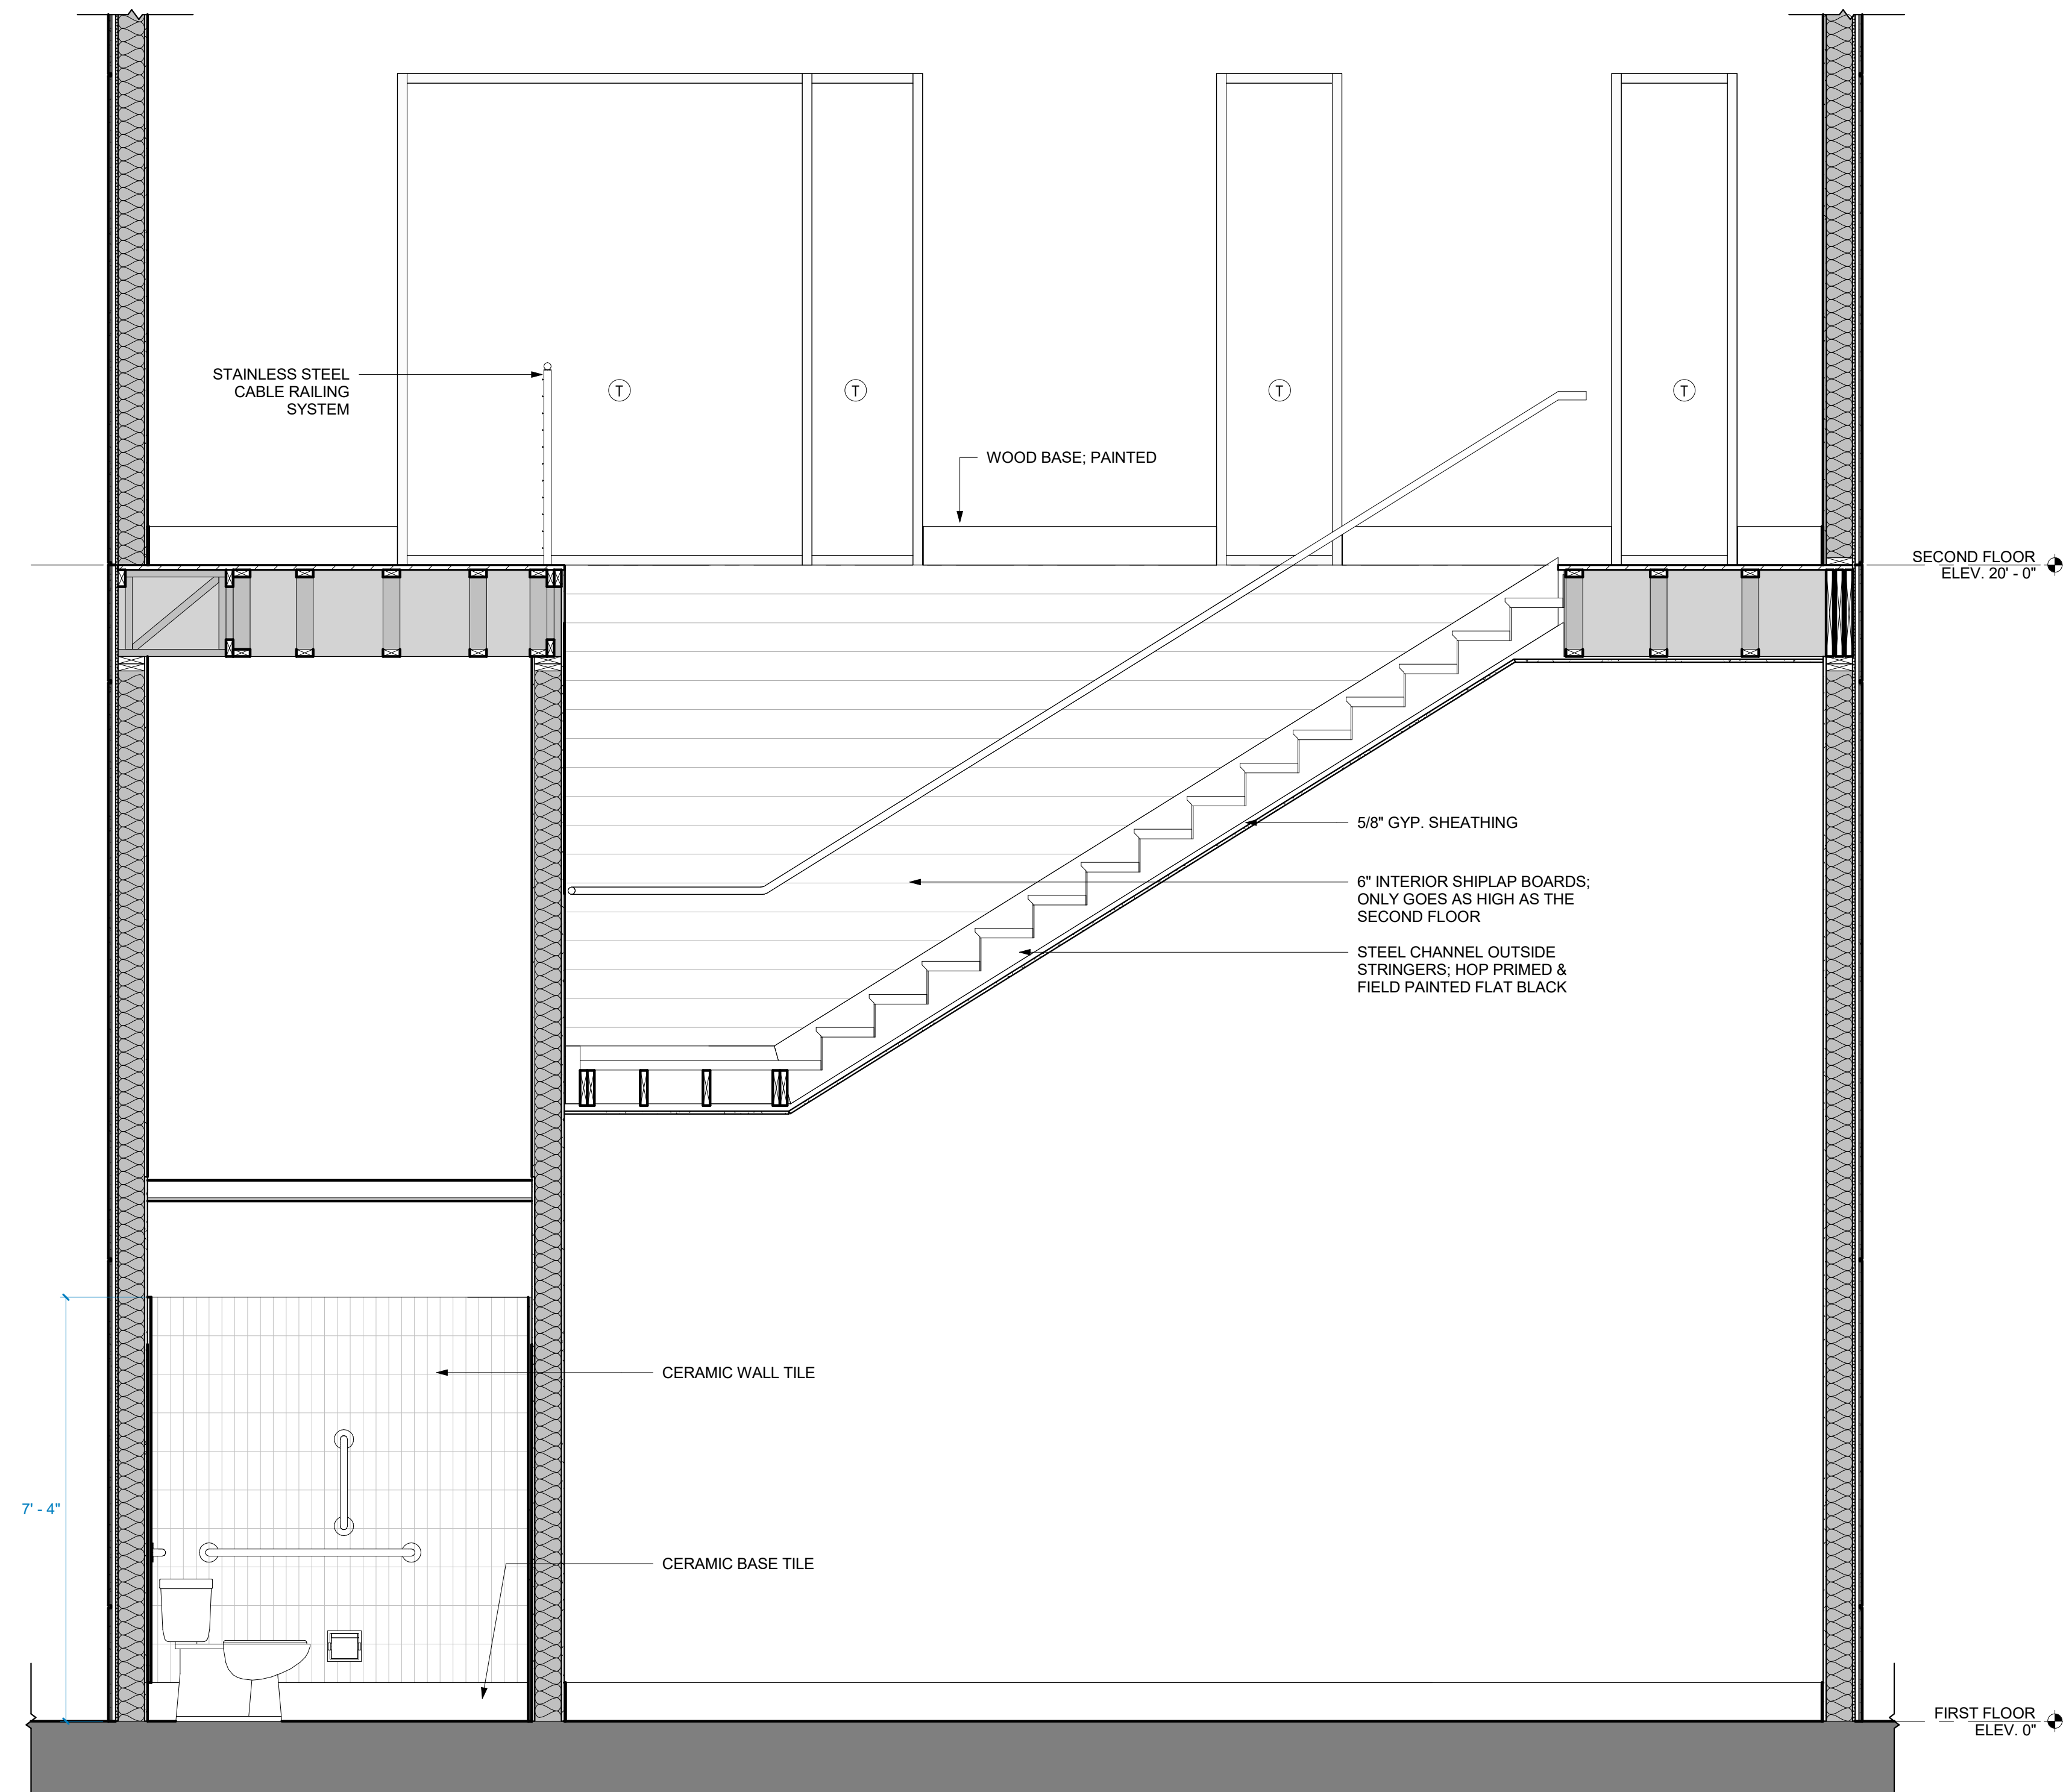 STAINLESS STEEL
CABLE RAILING
SYSTEM
T
T
T
T
WOOD BASE; PAINTED
SECOND FLOOR
ELEV. 20' - 0"
5/8" GYP. SHEATHING
6" INTERIOR SHIPLAP BOARDS;
ONLY GOES AS HIGH AS THE
SECOND FLOOR
STEEL CHANNEL OUTSIDE
STRINGERS; HOP PRIMED &
FIELD PAINTED FLAT BLACK
CERAMIC WALL TILE
7' - 4"
CERAMIC BASE TILE
FIRST FLOOR
ELEV. 0"